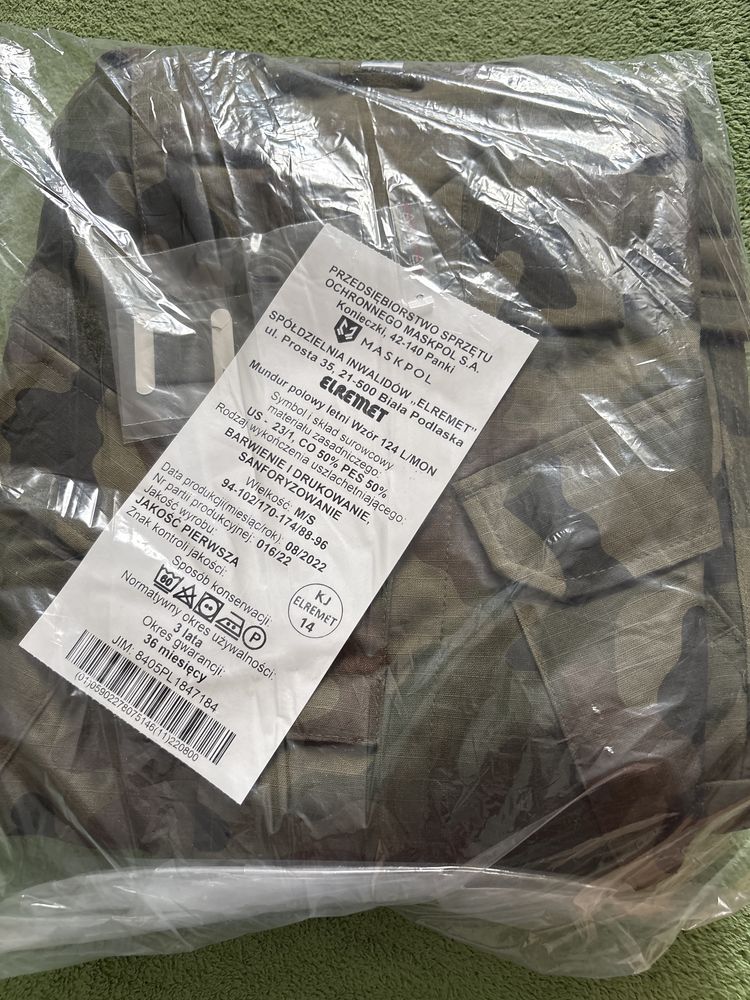 PRZEDSIĘBIORSTWO SPRZĘTU
OCHRONNEGO MASKPOL S.A.
Konieczki, 42-140 Panki
MASKPOL
SPÓŁDZIELNIA INWALIDÓW „ELREMET"
ul. Prosta 35, 21-500 Biała Podlaska
ELREMET
Mundur polowy letni Wzór 124 L/MON
Symbol i skład surowcowy
materiału zasadniczego:
US - 23/1, CO 50% PES 50%
Rodzaj wykończenia uszlachetniającego:
BARWIENIE I DRUKOWANIE,
SANFORYZOWANIE
Wielkość: M/S
94-102/170-174/88-96
Data produkcji(miesiąc/rok): 08/2022
Nr partii produkcyjnej: 016/22
Jakość wyrobu:
JAKOŚĆ PIERWSZA
Znak kontroli jakości:
KJ
ELREMET
14
Sposób konserwacji:
60
P
Normatywny okres używalności:
3 lata
Okres gwarancji:
36 miesięcy
JIM: 8405PL1847184
(01)05902278075146(11)220800